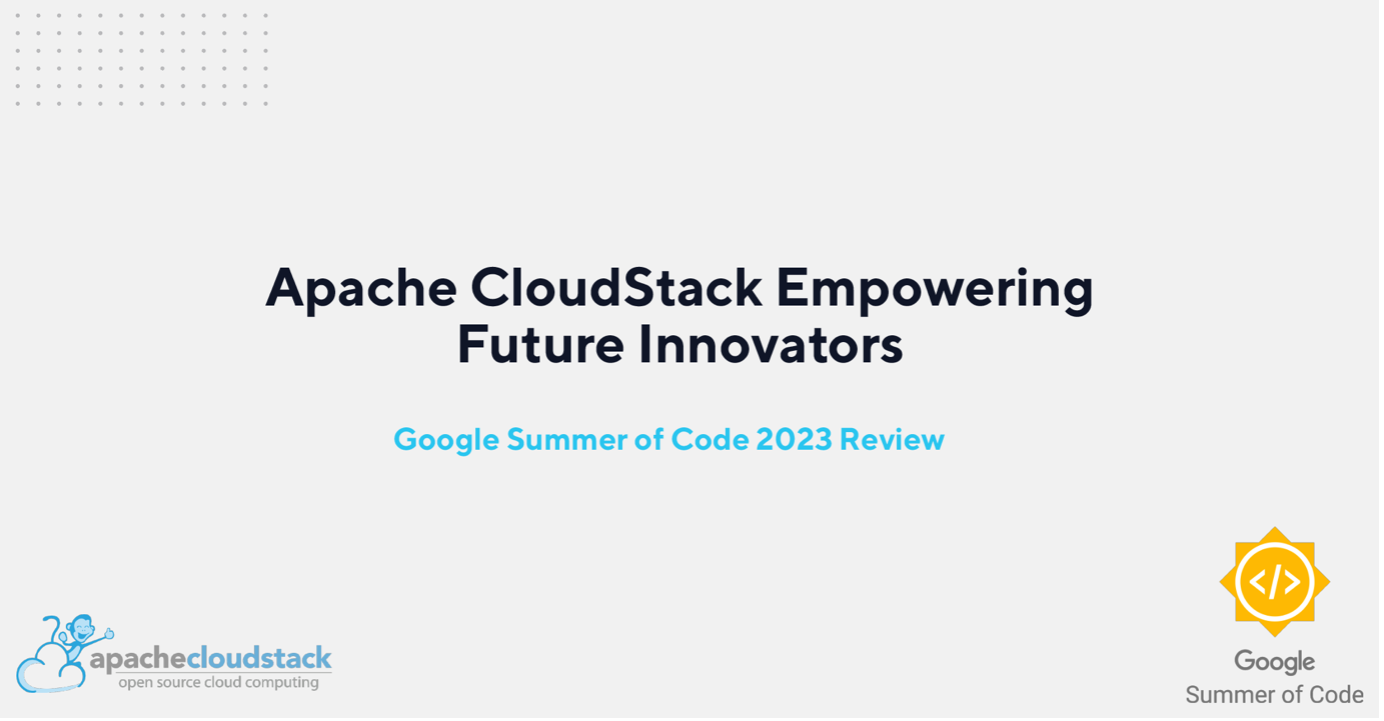 Apache CloudStack Empowering
Future Innovators
Google Summer of Code 2023 Review
apachecloudstack
open source cloud computing
</>
Google
Summer of Code